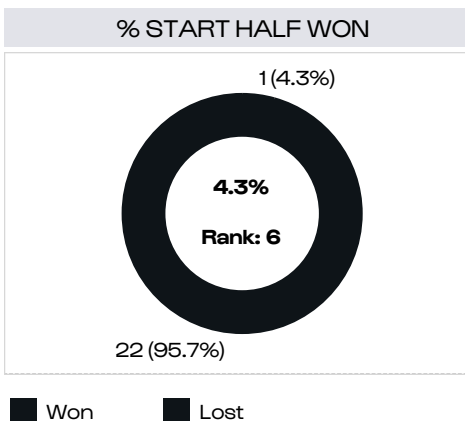 % START HALF WON
1 (4.3%)
4.3%
Rank: 6
22 (95.7%)
Won
Lost